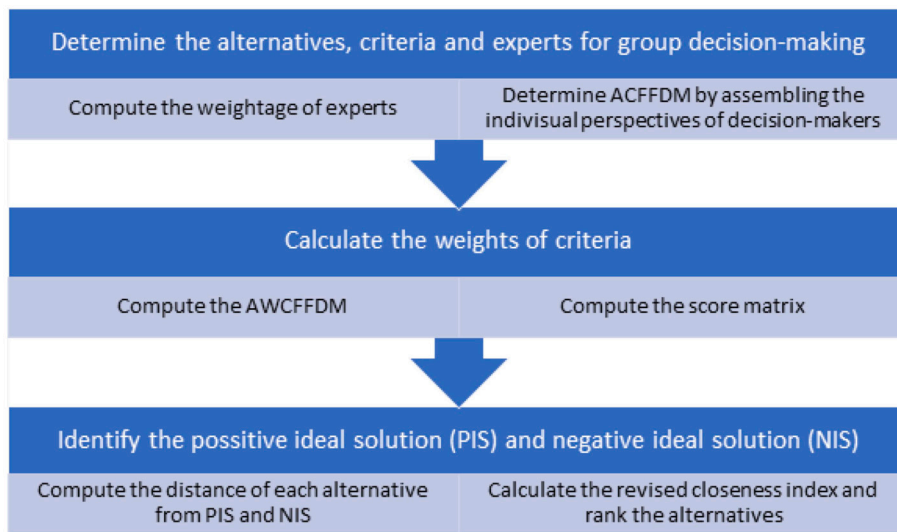 Determine the alternatives, criteria and experts for group decision-making
Compute the weightage of experts
Determine ACFFDM by assembling the
indivisual perspectives of decision-makers
Calculate the weights of criteria
Compute the AWCFFDM
Compute the score matrix
Identify the possitive ideal solution (PIS) and negative ideal solution (NIS)
Compute the distance of each alternative
from PIS and NIS
Calculate the revised closeness index and
rank the alternatives